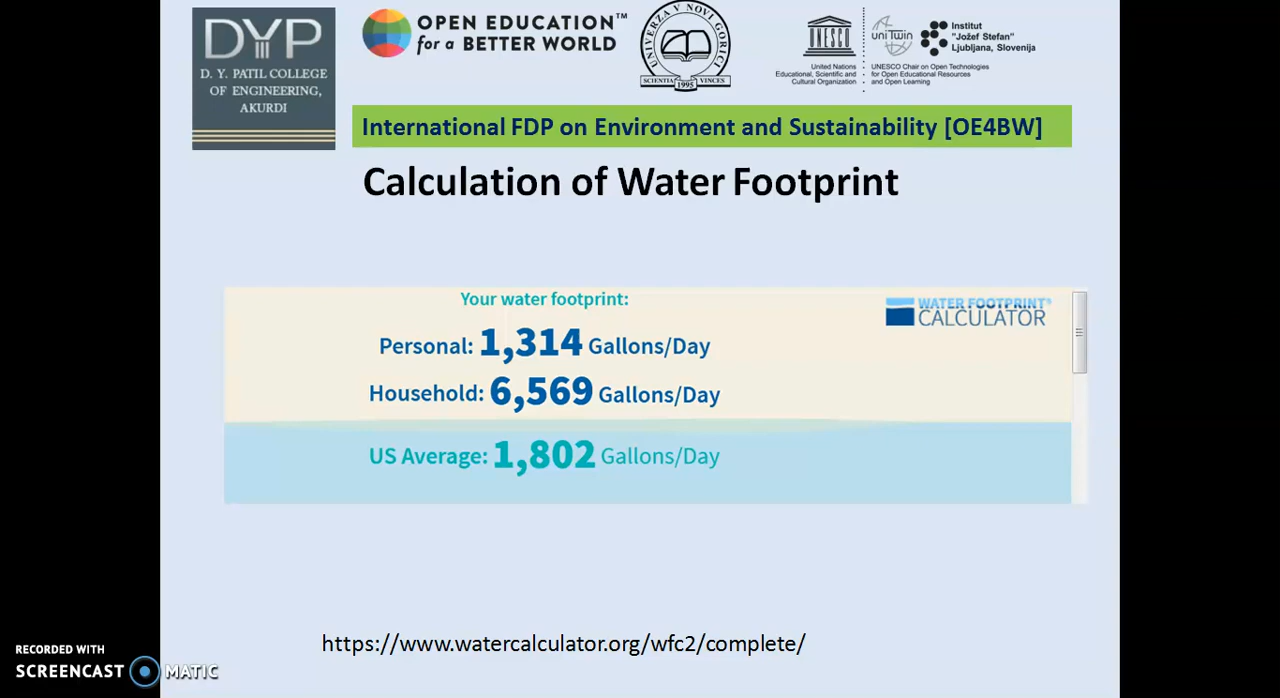 DYP
D. Y. PATIL COLLEGE
OF ENGINEERING,
AKURDI
OPEN EDUCATION™
for a BETTER WORLD
UNIVERZA V NOVI GORICI
SCIENTIA VINCES
1995
UNESCO
United Nations
Educational, Scientific and
Cultural Organization
uniTwin
Institut
"Jožef Stefan"
Ljubljana, Slovenija
UNESCO Chair on Open Technologies
for Open Educational Resources
and Open Learning
International FDP on Environment and Sustainability [OE4BW]
Calculation of Water Footprint
Your water footprint:
WATER FOOTPRINT®
CALCULATOR
Personal: 1,314 Gallons/Day
Household: 6,569 Gallons/Day
US Average: 1,802 Gallons/Day
https://www.watercalculator.org/wfc2/complete/
RECORDED WITH
SCREENCAST MATIC